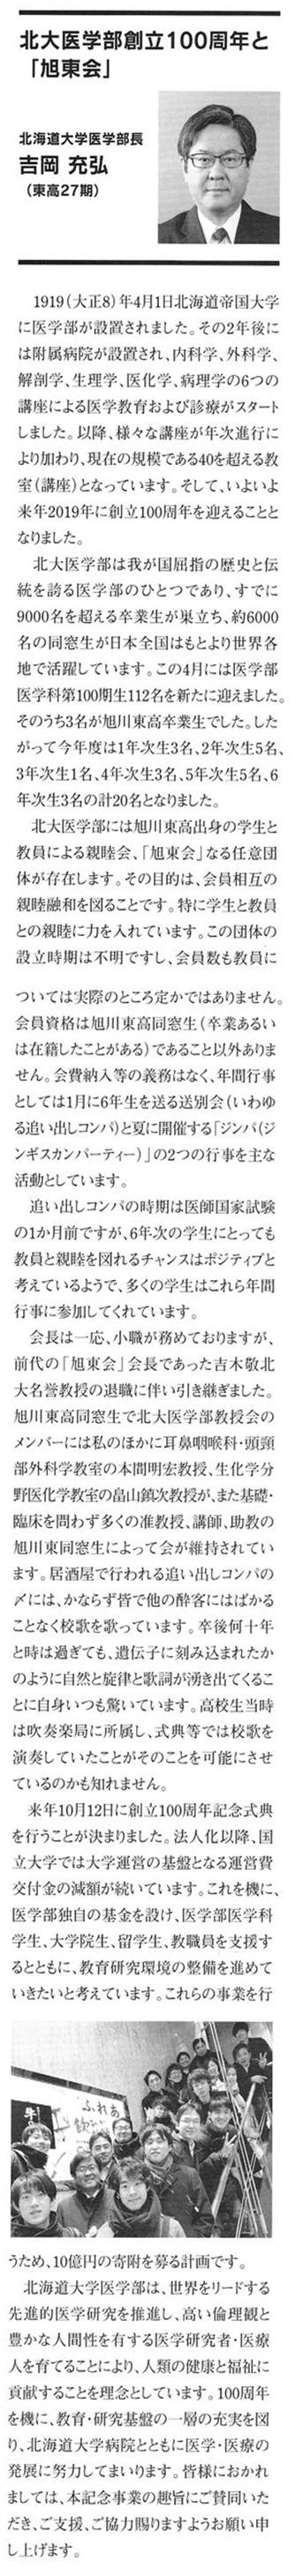 北大医学部創立100周年と
「旭東会」
北海道大学医学部長
吉岡 充弘
（東高27期）
1919（大正8）年4月1日北海道帝国大学
に医学部が設置されました。その2年後に
は附属病院が設置され、内科学、外科学、
解剖学、生理学、医化学、病理学の6つの
講座による医学教育および診療がスタート
しました。以降、様々な講座が年次進行に
より加わり、現在の規模である40を超える教
室（講座）となっています。そして、いよいよ
来年2019年に創立100周年を迎えることと
なりました。
北大医学部は我が国屈指の歴史と伝
統を誇る医学部のひとつであり、すでに
9000名を超える卒業生が巣立ち、約6000
名の同窓生が日本全国はもとより世界各
地で活躍しています。この4月には医学部
医学科第100期生112名を新たに迎えました。
そのうち3名が旭川東高卒業生でした。した
がって今年度は1年次生3名、2年次生5名、
3年次生1名、4年次生3名、5年次生5名、6
年次生3名の計20名となりました。
北大医学部には旭川東高出身の学生と
教員による親睦会、「旭東会」なる任意団
体が存在します。その目的は、会員相互の
親睦融和を図ることです。特に学生と教員
との親睦に力を入れています。この団体の
設立時期は不明ですし、会員数も教員に
ついては実際のところ定かではありません。
会員資格は旭川東高同窓生（卒業あるい
は在籍したことがある）であること以外ありま
せん。会費納入等の義務はなく、年間行事
としては1月に6年生を送る送別会（いわゆ
る追い出しコンパ）と夏に開催する「ジンパ（ジ
ンギスカンパーティー）」の2つの行事を主な
活動としています。
追い出しコンパの時期は医師国家試験
の1か月前ですが、6年次の学生にとっても
教員と親睦を図れるチャンスはポジティブと
考えているようで、多くの学生はこれら年間
行事に参加してくれています。
会長は一応、小職が務めておりますが、
前代の「旭東会」会長であった吉木敬北
大名誉教授の退職に伴い引き継ぎました。
旭川東高同窓生で北大医学部教授会の
メンバーには私のほかに耳鼻咽喉科・頭頸
部外科学教室の本間明宏教授、生化学分
野医化学教室の畠山鎮次教授が、また基礎・
臨床を問わず多くの准教授、講師、助教の
旭川東同窓生によって会が維持されてい
ます。居酒屋で行われる追い出しコンパの
〆には、かならず皆で他の酔客にはばかる
ことなく校歌を歌っています。卒後何十年
と時は過ぎても、遺伝子に刻み込まれたか
のように自然と旋律と歌詞が湧き出てくるこ
とに自身いつも驚いています。高校生当時
は吹奏楽局に所属し、式典等では校歌を
演奏していたことがそのことを可能にさせ
ているのかも知れません。
来年10月12日に創立100周年記念式典
を行うことが決まりました。法人化以降、国
立大学では大学運営の基盤となる運営費
交付金の減額が続いています。これを機に、
医学部独自の基金を設け、医学部医学科
学生、大学院生、留学生、教職員を支援す
るとともに、教育研究環境の整備を進めて
いきたいと考えています。これらの事業を行
ふれあ
うため、10億円の寄附を募る計画です。
北海道大学医学部は、世界をリードする
先進的医学研究を推進し、高い倫理観と
豊かな人間性を有する医学研究者・医療
人を育てることにより、人類の健康と福祉に
貢献することを理念としています。100周年
を機に、教育・研究基盤の一層の充実を図
り、北海道大学病院とともに医学・医療の
発展に努力してまいります。皆様におかれ
ましては、本記念事業の趣旨にご賛同いた
だき、ご支援、ご協力賜りますようお願い申
し上げます。